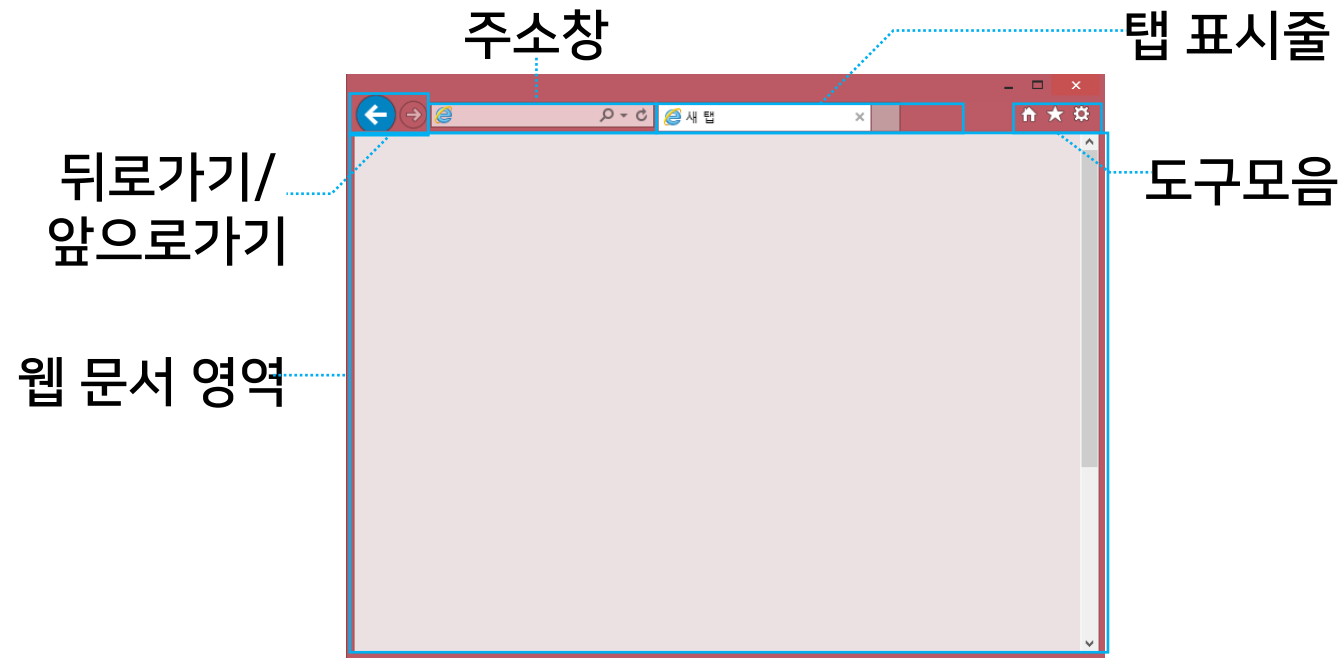 주소창
탭 표시줄
새 탭
뒤로가기/
앞으로가기
도구모음
웹 문서 영역